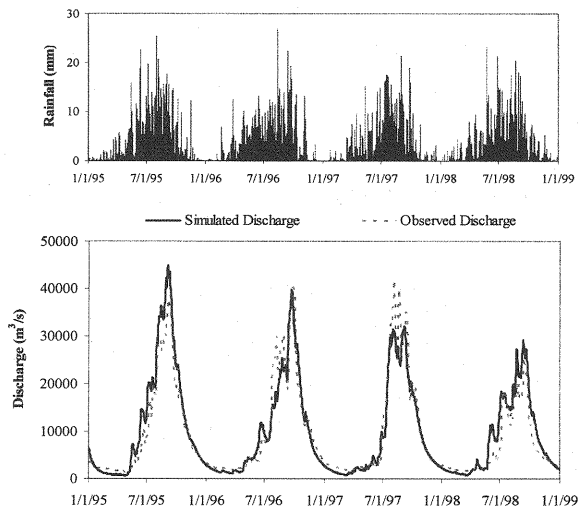 Rainfall (mm)
30
20
10
0
1/1/95 7/1/95 1/1/96 7/1/96 1/1/97 7/1/97 1/1/98 7/1/98 1/1/99
Simulated Discharge Observed Discharge
Discharge (m³/s)
50000
40000
30000
20000
10000
0
1/1/95 7/1/95 1/1/96 7/1/96 1/1/97 7/1/97 1/1/98 7/1/98 1/1/99